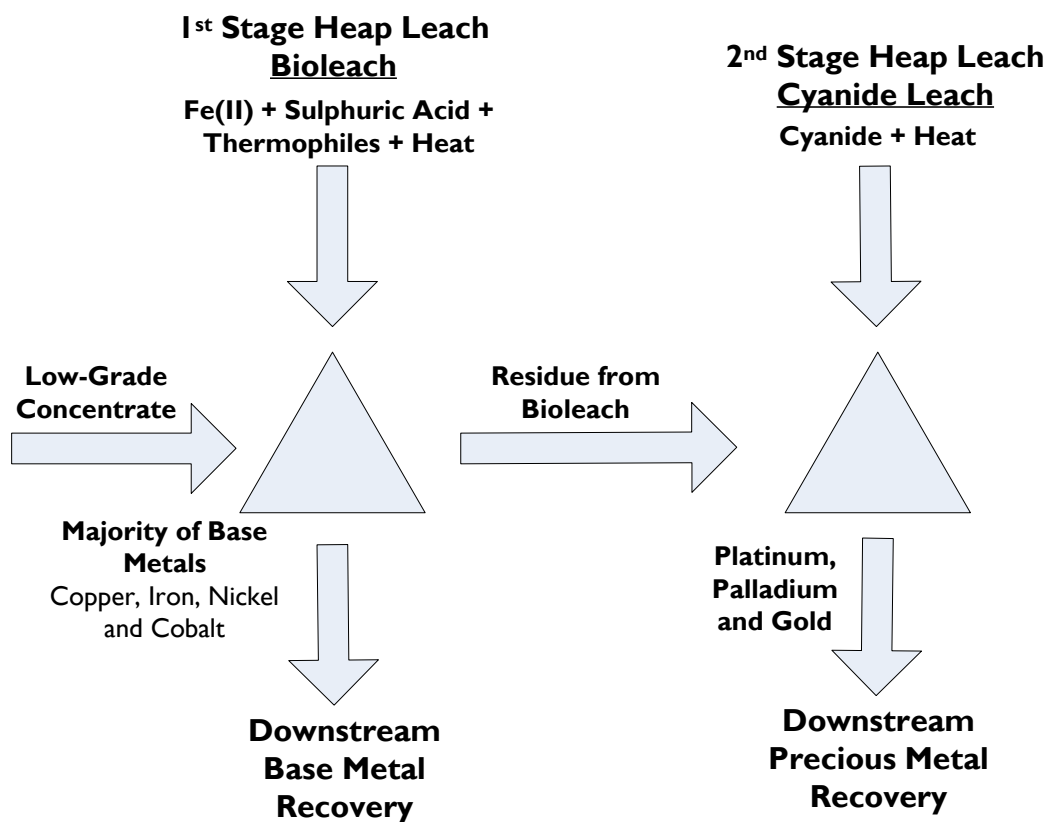 1st Stage Heap Leach
Bioleach
Fe(II) + Sulphuric Acid +
Thermophiles + Heat
2nd Stage Heap Leach
Cyanide Leach
Cyanide + Heat
Low-Grade
Concentrate
Residue from
Bioleach
Majority of Base
Metals
Copper, Iron, Nickel
and Cobalt
Platinum,
Palladium
and Gold
Downstream
Base Metal
Recovery
Downstream
Precious Metal
Recovery